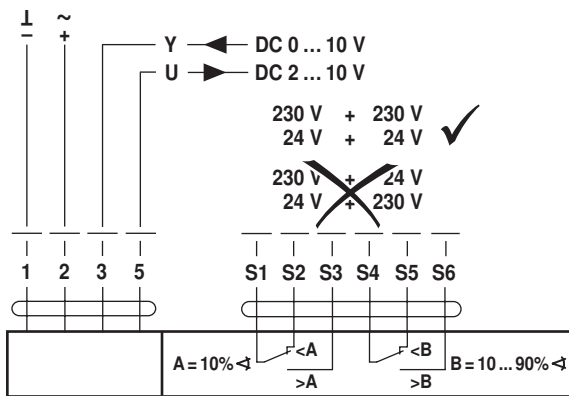 ⊥ ~
− +
Y DC 0 ... 10 V
U DC 2 ... 10 V
230 V + 230 V
24 V + 24 V
230 V + 24 V
24 V + 230 V
1 2 3 5 S1 S2 S3 S4 S5 S6
A = 10% ∢ <A <B B = 10 ... 90% ∢
>A >B